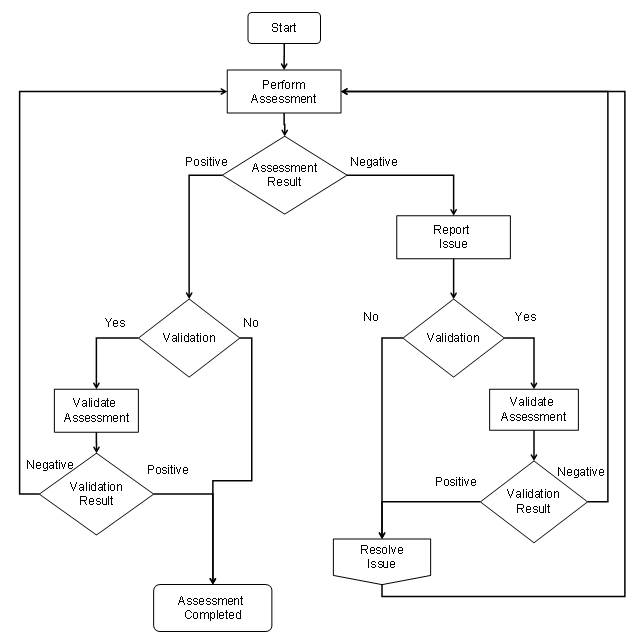 Start
Perform
Assessment
Positive
Negative
Assessment
Result
Report
Issue
Yes
No
Validation
No
Yes
Validation
Validate
Assessment
Validate
Assessment
Negative
Positive
Validation
Result
Positive
Negative
Validation
Result
Resolve
Issue
Assessment
Completed